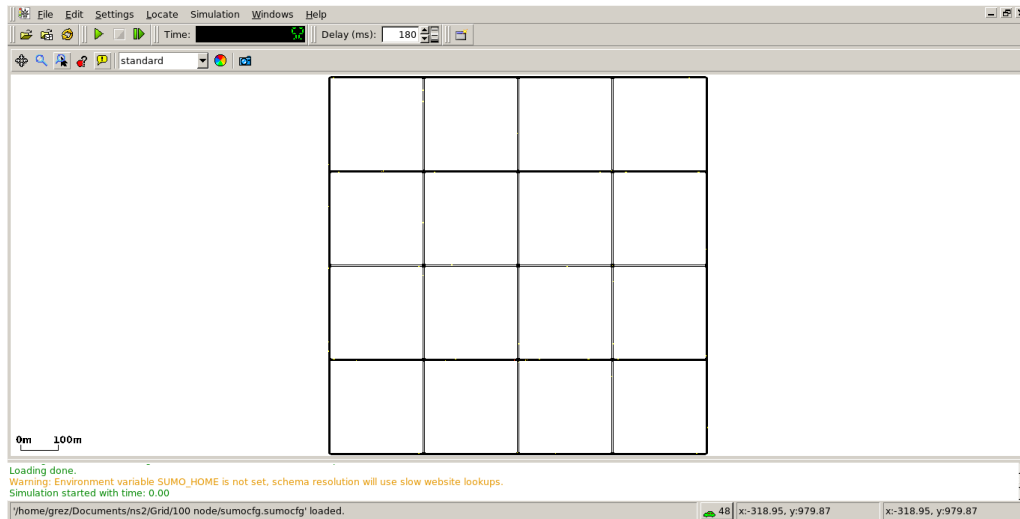 File Edit Settings Locate Simulation Windows Help
Time: Delay (ms): 180
standard
0m 100m
Loading done.
Warning: Environment variable SUMO_HOME is not set, schema resolution will use slow website lookups.
Simulation started with time: 0.00
'/home/grez/Documents/ns2/Grid/100 node/sumocfg.sumocfg' loaded. 48 x:-318.95, y:979.87 x:-318.95, y:979.87